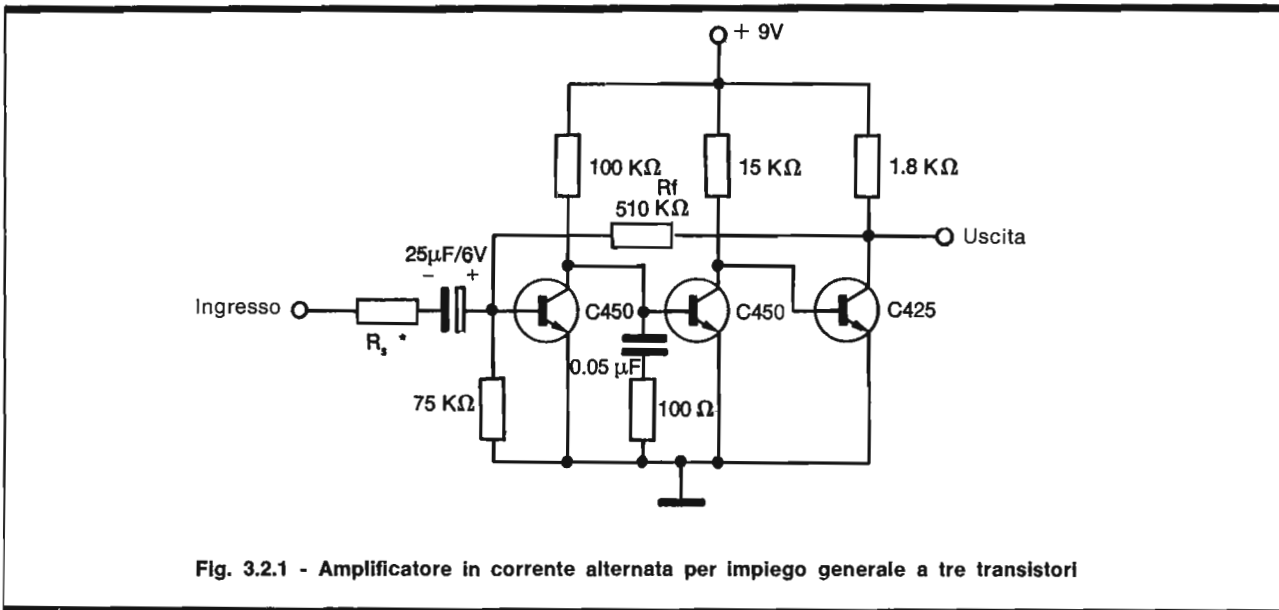 + 9V
100 KΩ
15 KΩ
1.8 KΩ
Rf
510 KΩ
Uscita
25µF/6V
− +
Ingresso
Rs *
C450
C450
C425
0.05 µF
75 KΩ
100 Ω
Fig. 3.2.1 - Amplificatore in corrente alternata per impiego generale a tre transistori